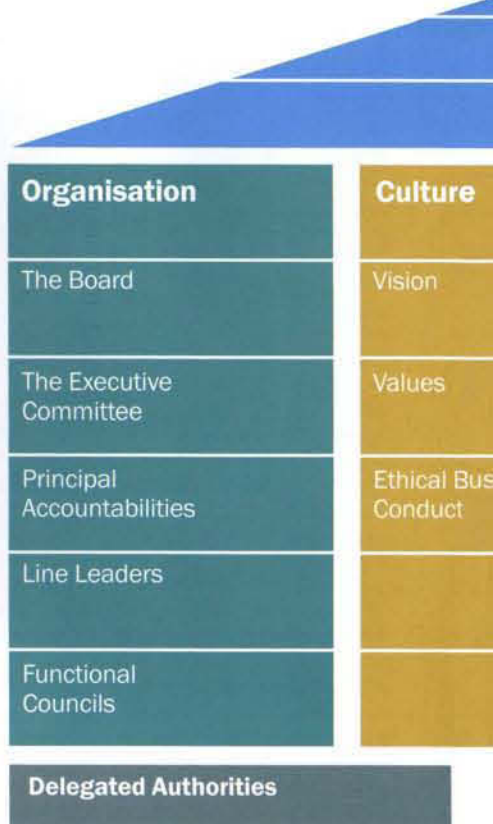 Organisation
The Board
The Executive
Committee
Principal
Accountabilities
Line Leaders
Functional
Councils
Culture
Vision
Values
Ethical
Conduct
Delegated Authorities